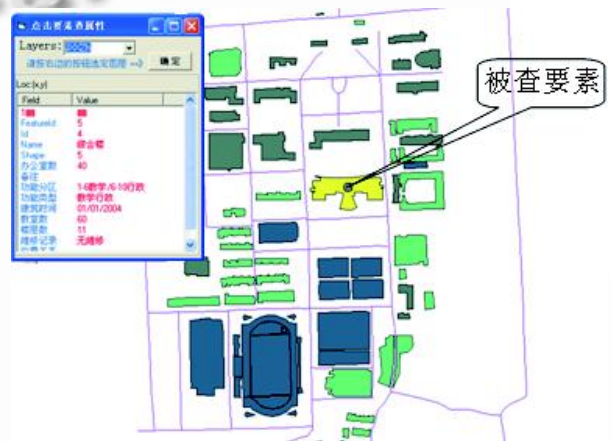 点击要素查属性
Layers:
请按右边的按钮选定图层 ==> 确定
Loc:(x,y)
Field Value
FeatureId 5
Id 4
Name 综合楼
Shape 5
办公室数 40
备注
功能分区 1-6教学/6-10行政
功能类型 教学行政
建筑时间 01/01/2004
教室数 60
楼层数 11
维修记录 无维修
被查要素